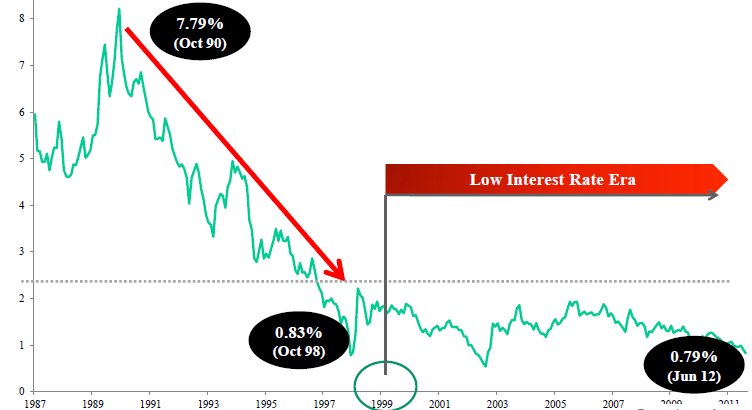 8
7
6
5
4
3
2
1
0
7.79%
(Oct 90)
Low Interest Rate Era
0.83%
(Oct 98)
0.79%
(Jun 12)
1987 1989 1991 1993 1995 1997 1999 2001 2003 2005 2007 2009 2011